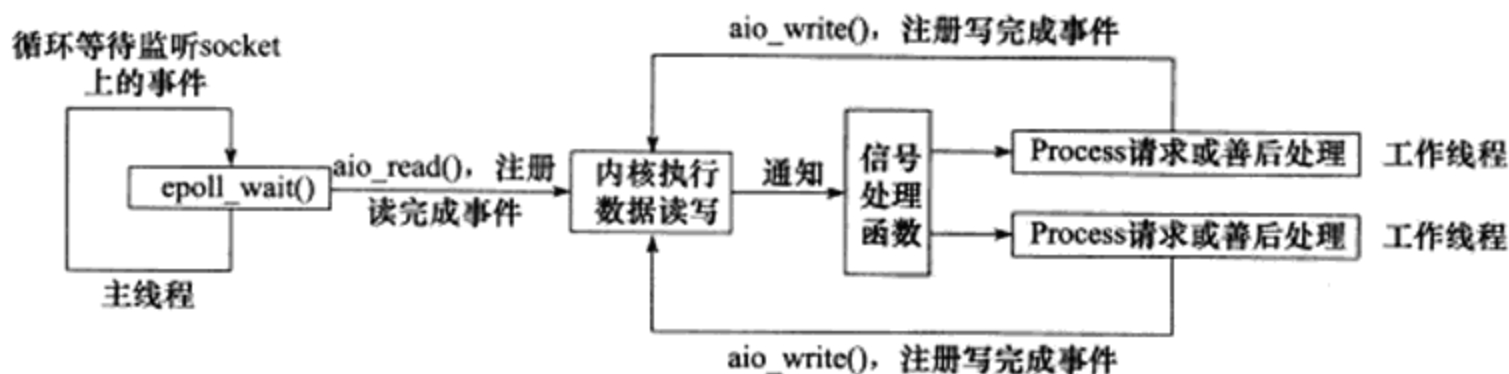 循环等待监听socket
上的事件
epoll_wait()
主线程
aio_read(),注册
读完成事件
内核执行
数据读写
通知
信号
处理
函数
aio_write(),注册写完成事件
Process请求或善后处理
工作线程
Process请求或善后处理
工作线程
aio_write(),注册写完成事件